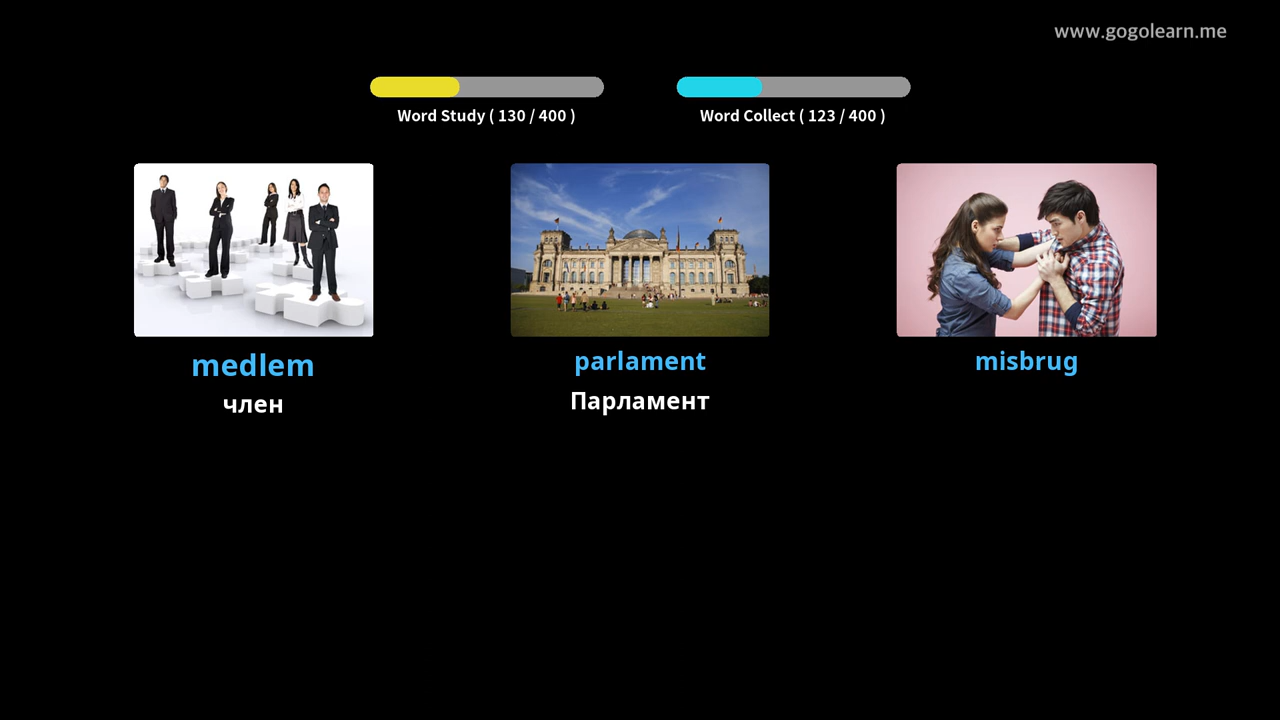 www.gogolearn.me
Word Study ( 130 / 400 )
Word Collect ( 123 / 400 )
medlem
член
parlament
Парламент
misbrug